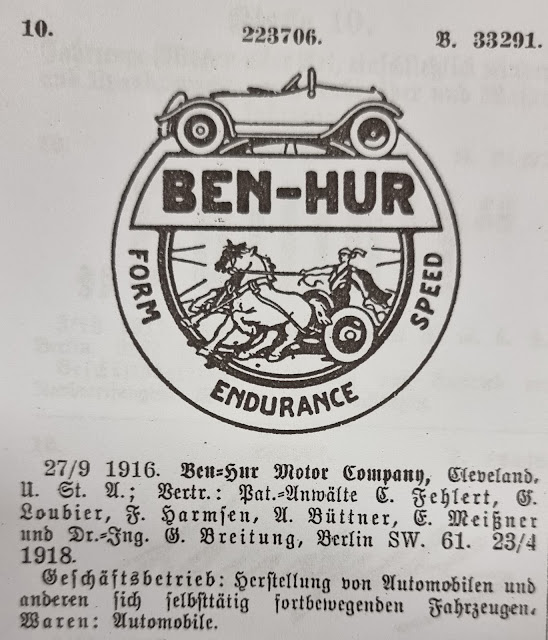 10. 223706. B. 33291.
BEN-HUR
FORM
SPEED
ENDURANCE
27/9 1916. Ben-Hur Motor Company, Cleveland,
U. St. A.; Vertr.: Pat.-Anwälte C. Fehlert, G.
Loubier, F. Harmsen, A. Büttner, E. Meißner
und Dr.-Ing. G. Breitung, Berlin SW. 61. 23/4
1918.
Geschäftsbetrieb: Herstellung von Automobilen und
anderen sich selbsttätig fortbewegenden Fahrzeugen.
Waren: Automobile.